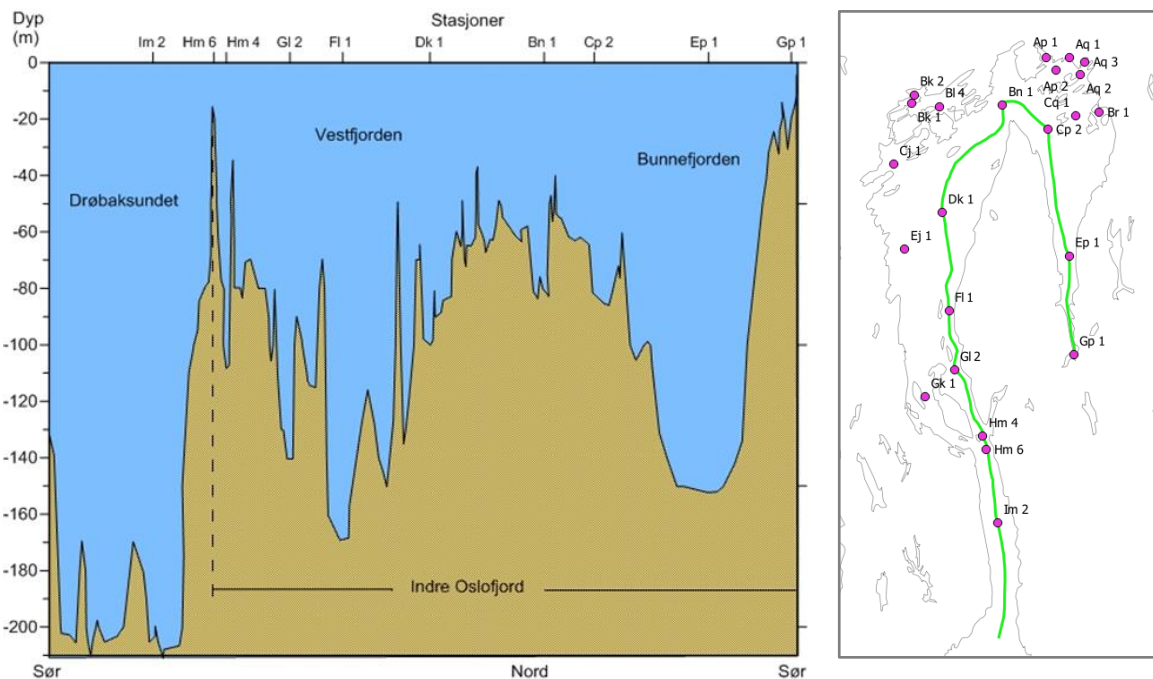 Dyp
(m)
Stasjoner
Im 2 Hm 6 Hm 4 Gl 2 Fl 1 Dk 1 Bn 1 Cp 2 Ep 1 Gp 1
0
-20
-40
-60
-80
-100
-120
-140
-160
-180
-200
Vestfjorden
Bunnefjorden
Drøbaksundet
Indre Oslofjord
Sør Nord Sør
Ap 1 Aq 1
Aq 3
Ap 2 Aq 2
Bk 2
Bl 4
Bn 1
Bk 1
Cq 1
Br 1
Cp 2
Cj 1
Dk 1
Ej 1
Ep 1
Fl 1
Gp 1
Gl 2
Gk 1
Hm 4
Hm 6
Im 2